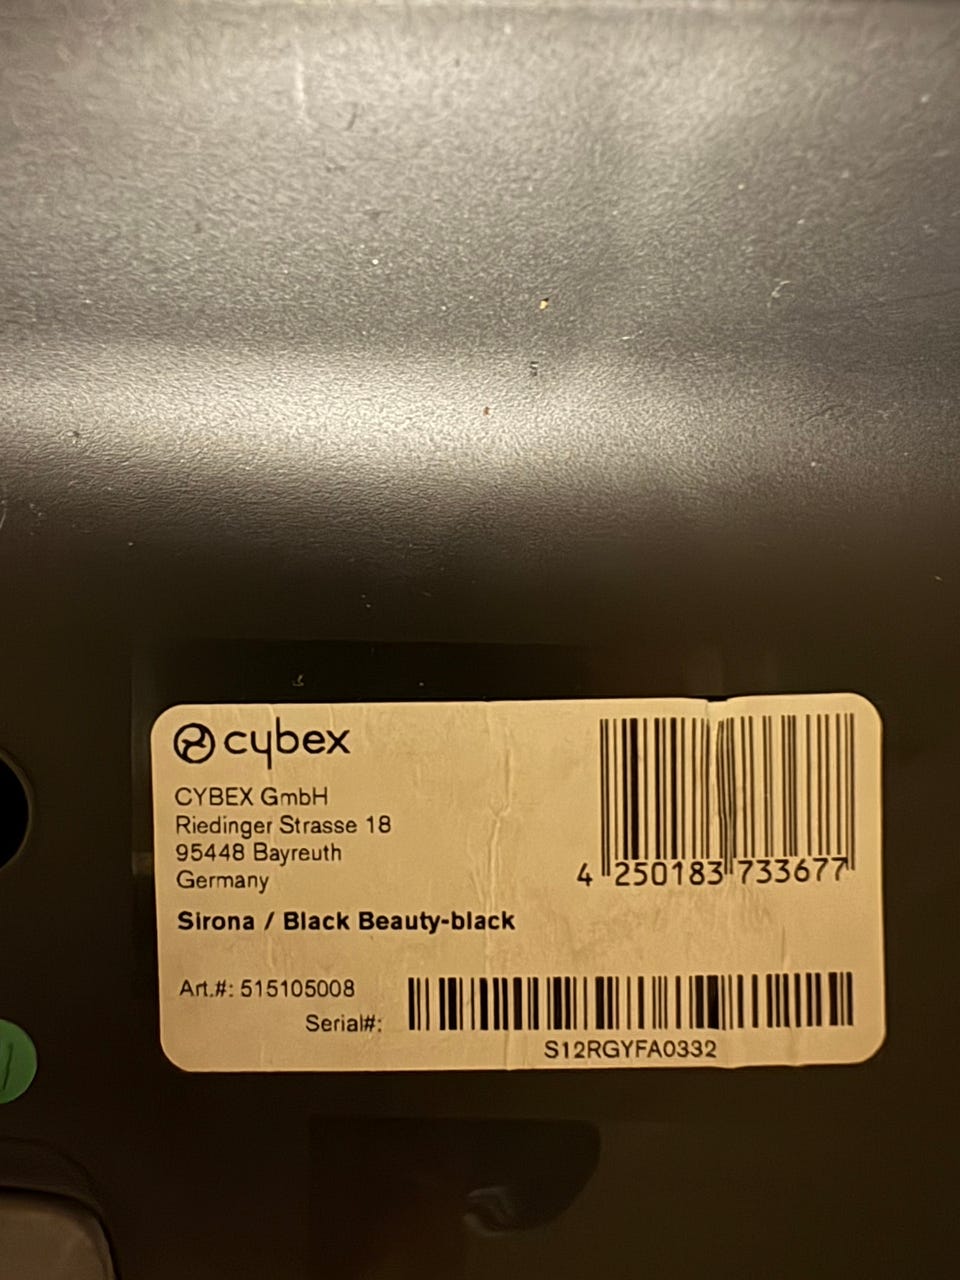 cybex
CYBEX GmbH
Riedinger Strasse 18
95448 Bayreuth
Germany
4 250183 733677
Sirona / Black Beauty-black
Art.#: 515105008
Serial#:
S12RGYFA0332